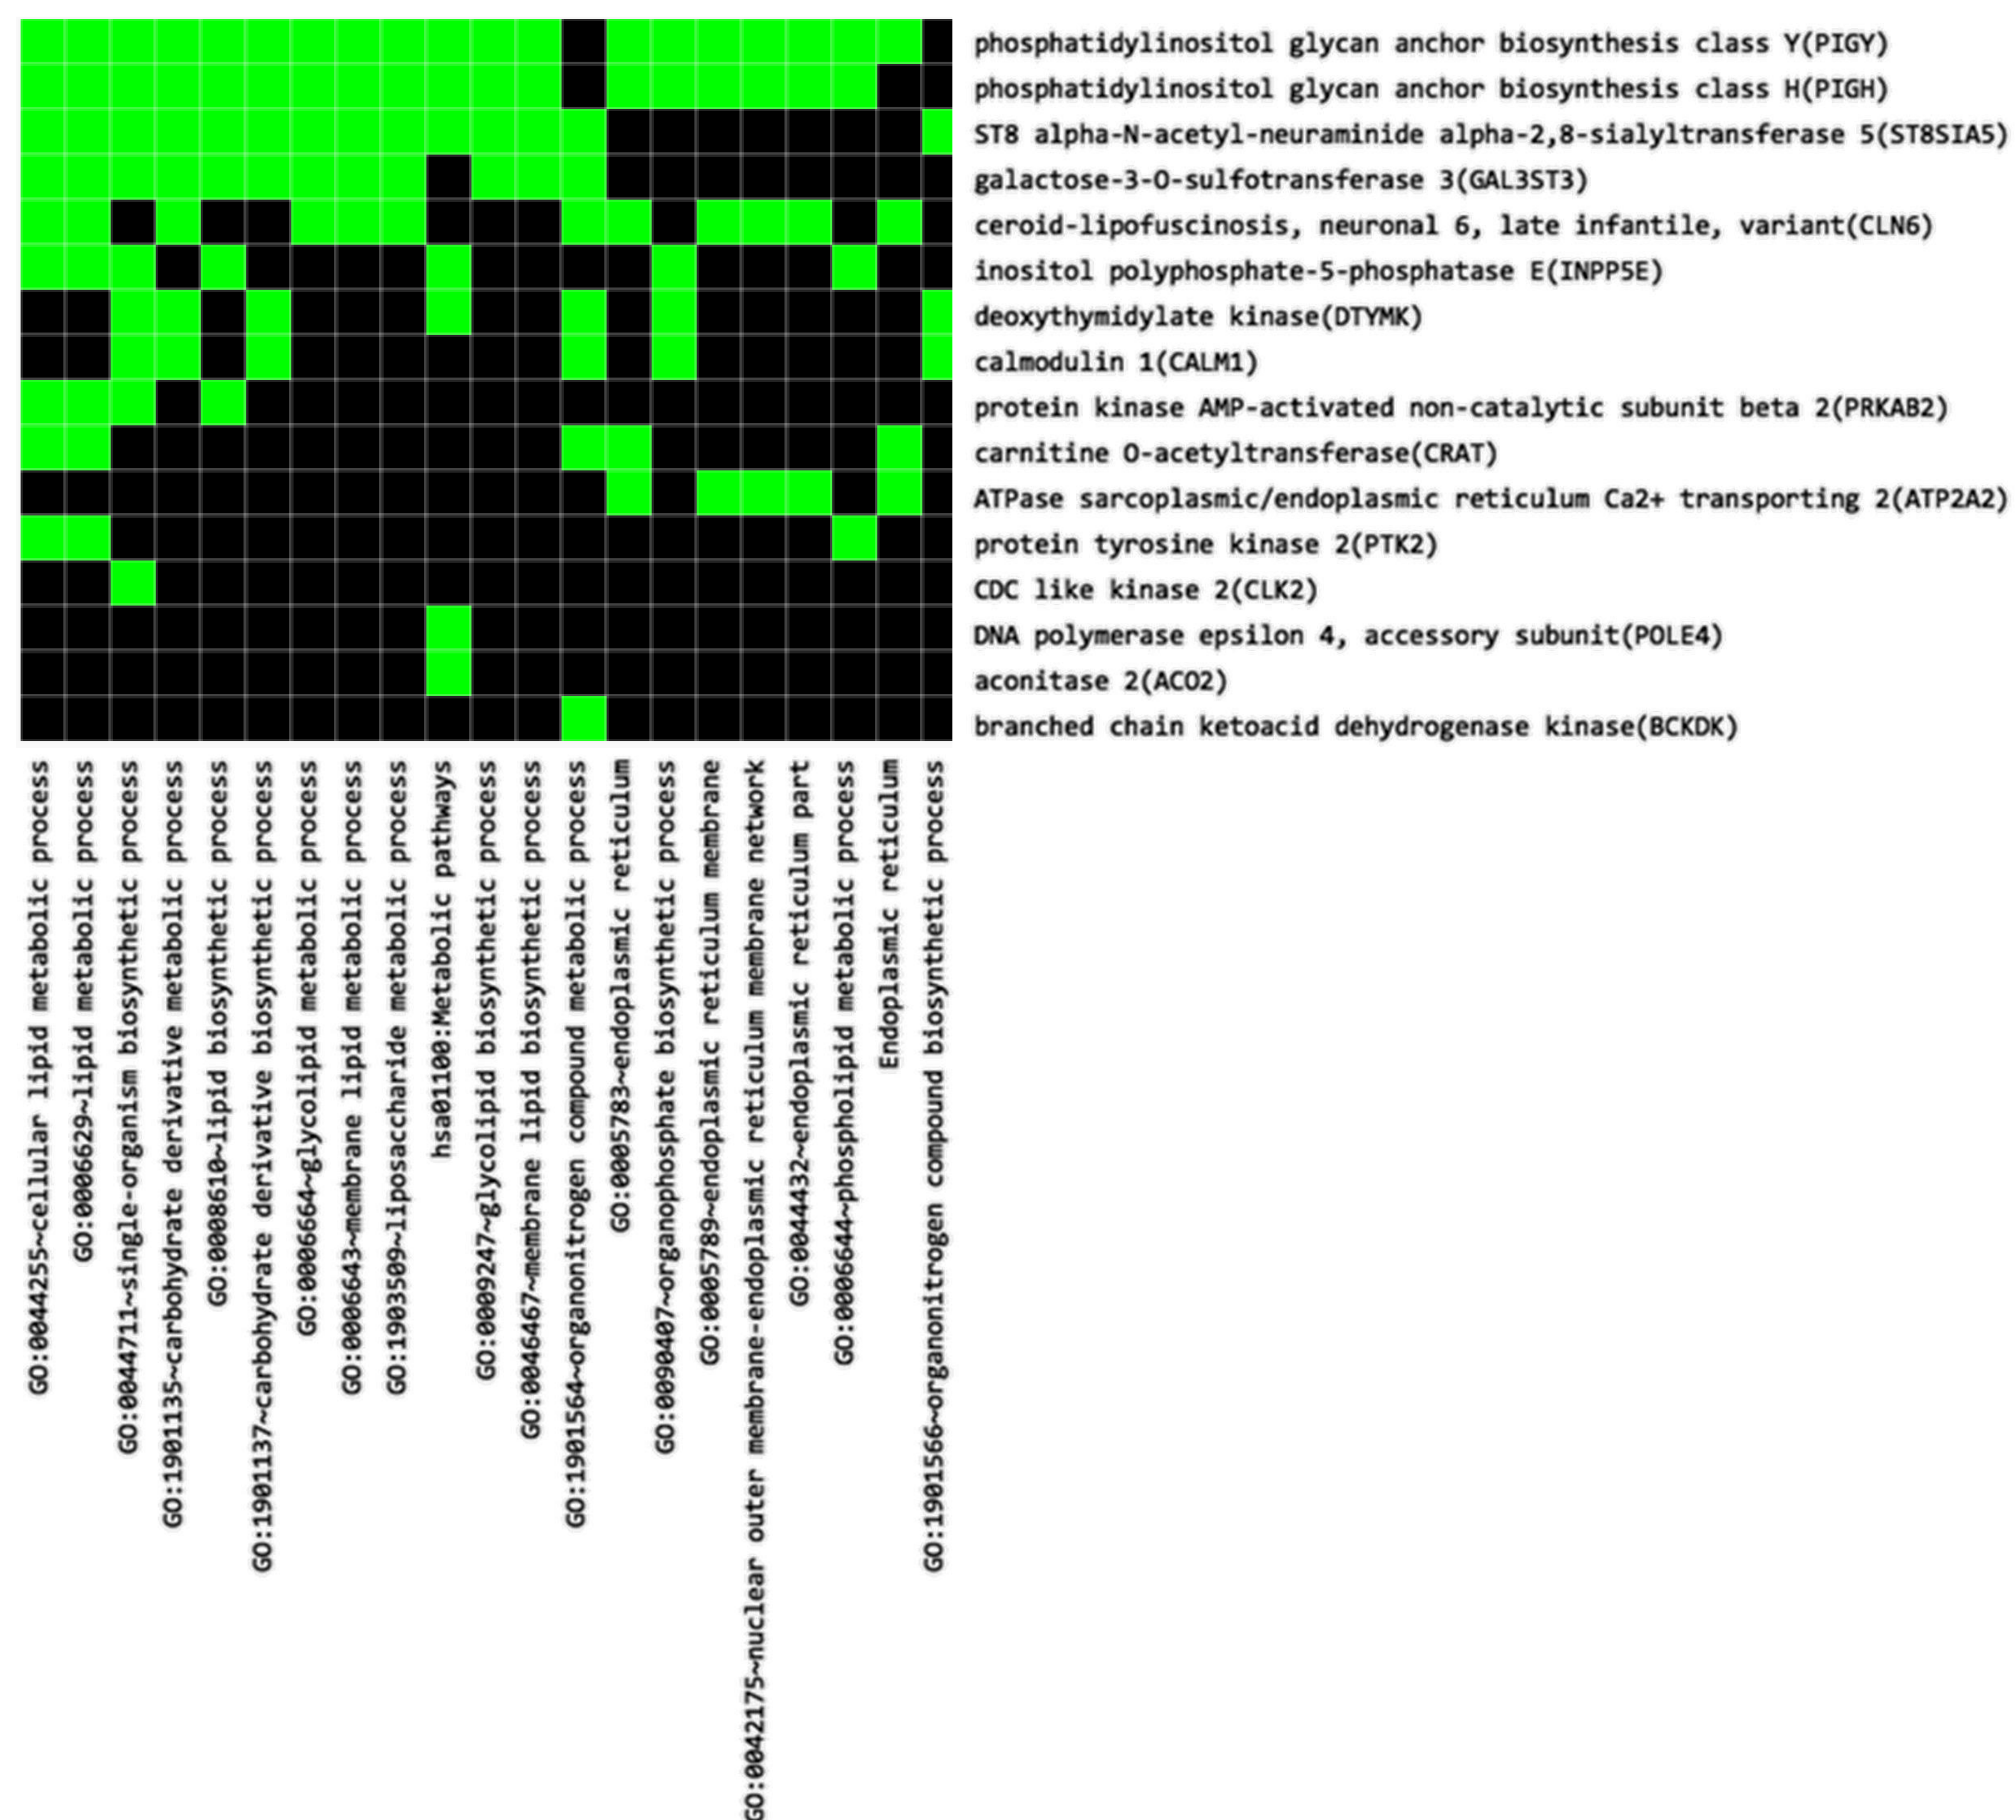 phosphatidylinositol glycan anchor biosynthesis class Y(PIGY)
phosphatidylinositol glycan anchor biosynthesis class H(PIGH)
ST8 alpha-N-acetyl-neuraminide alpha-2,8-sialyltransferase 5(ST8SIA5)
galactose-3-O-sulfotransferase 3(GAL3ST3)
ceroid-lipofuscinosis, neuronal 6, late infantile, variant(CLN6)
inositol polyphosphate-5-phosphatase E(INPP5E)
deoxythymidylate kinase(DTYMK)
calmodulin 1(CALM1)
protein kinase AMP-activated non-catalytic subunit beta 2(PRKAB2)
carnitine O-acetyltransferase(CRAT)
ATPase sarcoplasmic/endoplasmic reticulum Ca2+ transporting 2(ATP2A2)
protein tyrosine kinase 2(PTK2)
CDC like kinase 2(CLK2)
DNA polymerase epsilon 4, accessory subunit(POLE4)
aconitase 2(ACO2)
branched chain ketoacid dehydrogenase kinase(BCKDK)
GO:0044255~cellular lipid metabolic process
GO:0006629~lipid metabolic process
GO:0044711~single-organism biosynthetic process
GO:1901135~carbohydrate derivative metabolic process
GO:0008610~lipid biosynthetic process
GO:1901137~carbohydrate derivative biosynthetic process
GO:0006664~glycolipid metabolic process
GO:0006643~membrane lipid metabolic process
GO:1903509~liposaccharide metabolic process
hsa01100:Metabolic pathways
GO:0009247~glycolipid biosynthetic process
GO:0046467~membrane lipid biosynthetic process
GO:1901564~organonitrogen compound metabolic process
GO:0005783~endoplasmic reticulum
GO:0090407~organophosphate biosynthetic process
GO:0005789~endoplasmic reticulum membrane
GO:0042175~nuclear outer membrane-endoplasmic reticulum membrane network
GO:0044432~endoplasmic reticulum part
GO:0006644~phospholipid metabolic process
Endoplasmic reticulum
GO:1901566~organonitrogen compound biosynthetic process